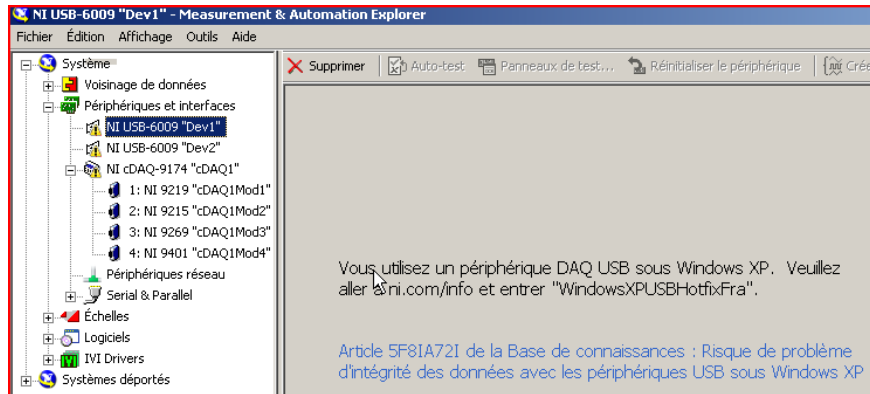 NI USB-6009 "Dev1" - Measurement & Automation Explorer
Fichier Édition Affichage Outils Aide
Système
Voisinage de données
Périphériques et interfaces
NI USB-6009 "Dev1"
NI USB-6009 "Dev2"
NI cDAQ-9174 "cDAQ1"
1: NI 9219 "cDAQ1Mod1"
2: NI 9215 "cDAQ1Mod2"
3: NI 9269 "cDAQ1Mod3"
4: NI 9401 "cDAQ1Mod4"
Périphériques réseau
Serial & Parallel
Échelles
Logiciels
IVI Drivers
Systèmes déportés
Supprimer Auto-test Panneaux de test... Réinitialiser le périphérique Crée
Vous utilisez un périphérique DAQ USB sous Windows XP. Veuillez
aller à ni.com/info et entrer "WindowsXPUSBHotfixFra".
Article 5F8IA72I de la Base de connaissances : Risque de problème
d'intégrité des données avec les périphériques USB sous Windows XP